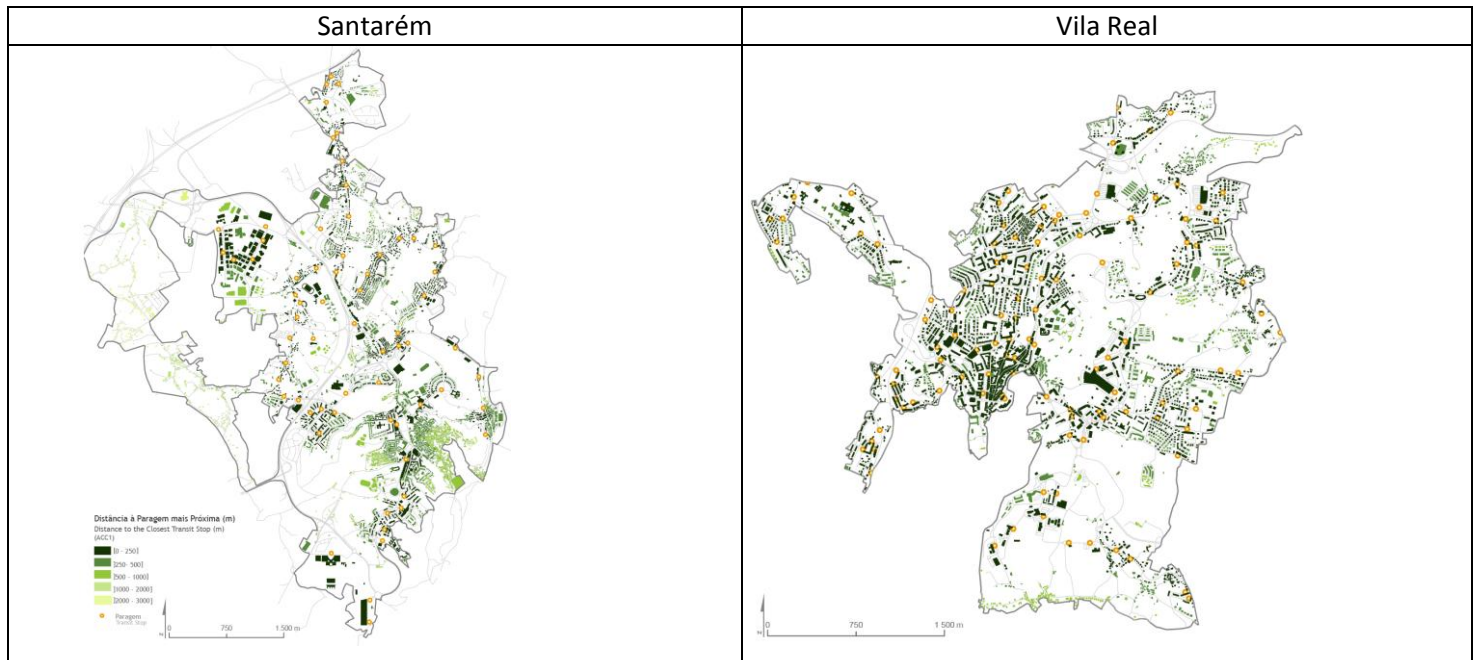 Santarém
Vila Real
Distância à Paragem mais Próxima (m)
Distance to the Closest Transit Stop (m)
(ACC1)
[0 - 250]
]250- 500]
]500 - 1000]
]1000 - 2000]
]2000 - 3000]
Paragem
Transit Stop
N
0 750 1 500 m
N
0 750 1 500 m